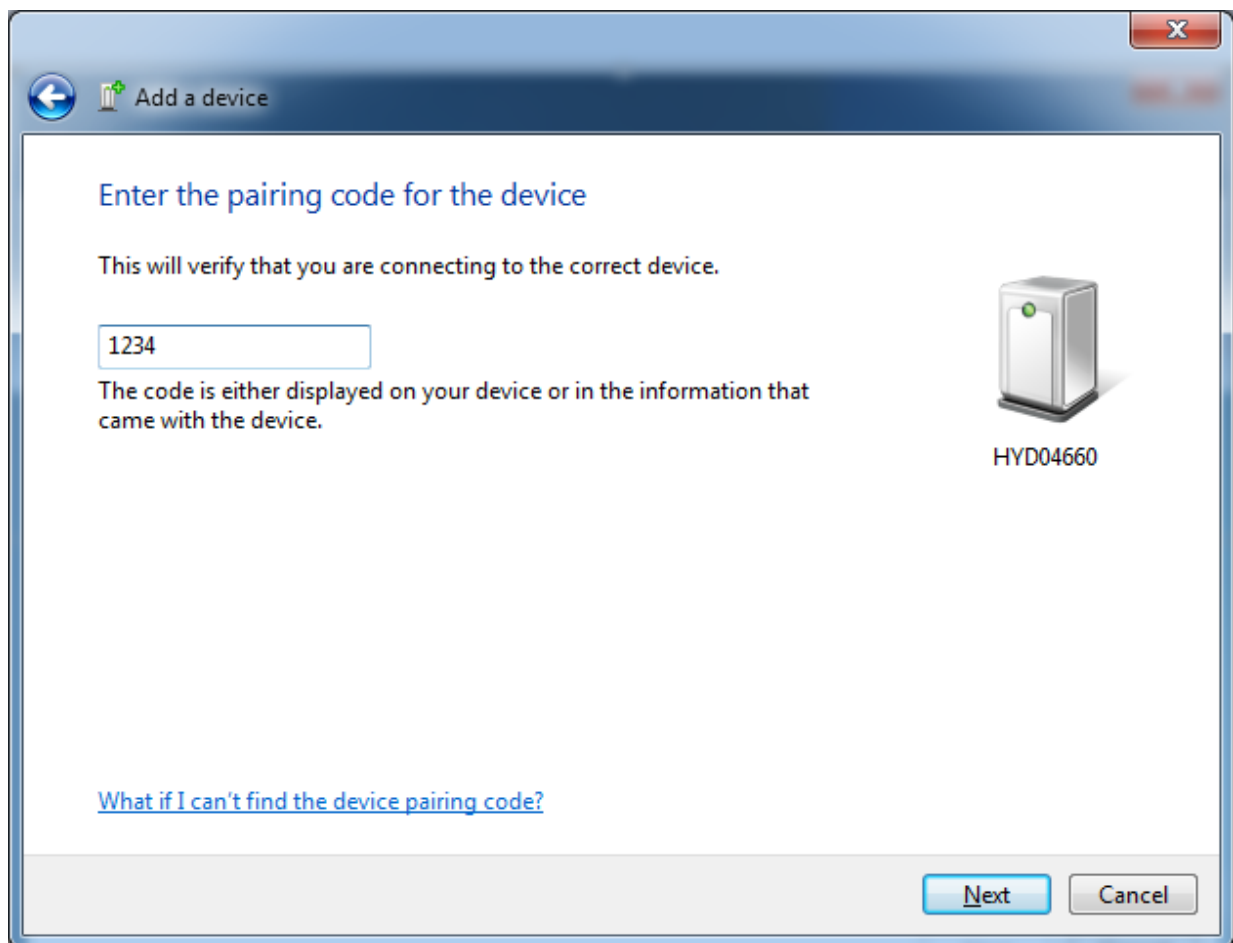 Add a device
Enter the pairing code for the device
This will verify that you are connecting to the correct device.
1234
The code is either displayed on your device or in the information that
came with the device.
HYD04660
What if I can't find the device pairing code?
Next
Cancel